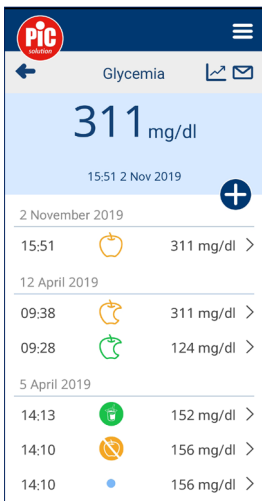 PiC
solution
Glycemia
311 mg/dl
15:51 2 Nov 2019
2 November 2019
15:51 311 mg/dl
12 April 2019
09:38 311 mg/dl
09:28 124 mg/dl
5 April 2019
14:13 152 mg/dl
14:10 156 mg/dl
14:10 156 mg/dl